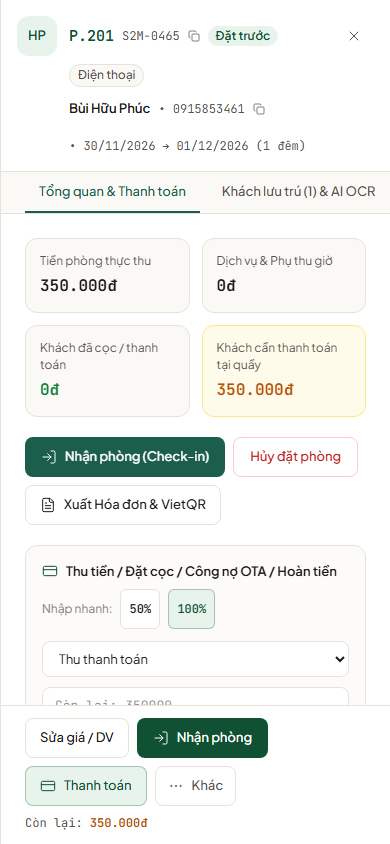 HP
P.201 S2M-0465 Đặt trước
Điện thoại
Bùi Hữu Phúc • 0915853461
• 30/11/2026 → 01/12/2026 (1 đêm)
Tổng quan & Thanh toán
Khách lưu trú (1) & AI OCR
Tiền phòng thực thu
350.000đ
Dịch vụ & Phụ thu giờ
0đ
Khách đã cọc / thanh
toán
0đ
Khách cần thanh toán
tại quầy
350.000đ
Nhận phòng (Check-in)
Hủy đặt phòng
Xuất Hóa đơn & VietQR
Thu tiền / Đặt cọc / Công nợ OTA / Hoàn tiền
Nhập nhanh: 50% 100%
Thu thanh toán
Còn lại: 350000
Sửa giá / DV
Nhận phòng
Thanh toán
··· Khác
Còn lại: 350.000đ